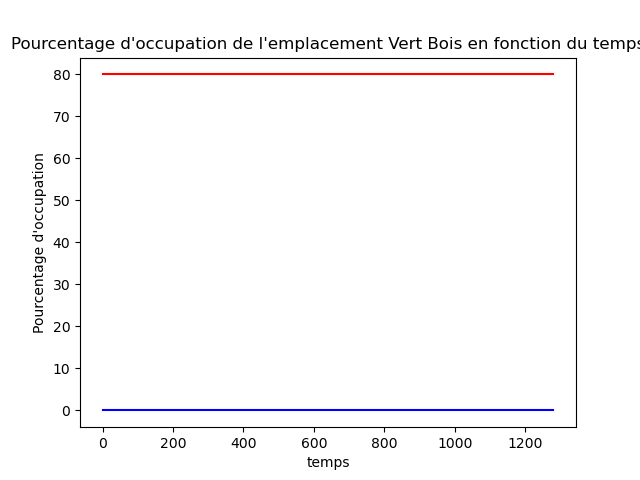 Pourcentage d'occupation de l'emplacement Vert Bois en fonction du temps
80
70
60
50
40
30
20
10
0
Pourcentage d'occupation
0 200 400 600 800 1000 1200
temps